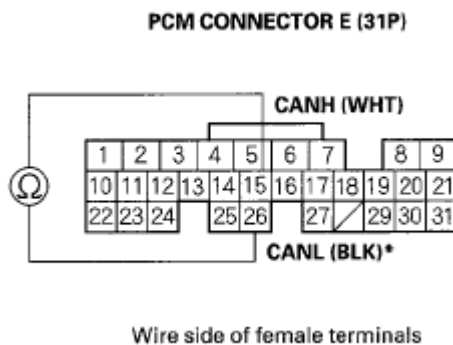 PCM CONNECTOR E (31P)
CANH (WHT)
1 2 3 4 5 6 7 8 9
Ω 10 11 12 13 14 15 16 17 18 19 20 21
22 23 24 25 26 27 29 30 31
CANL (BLK)*
Wire side of female terminals